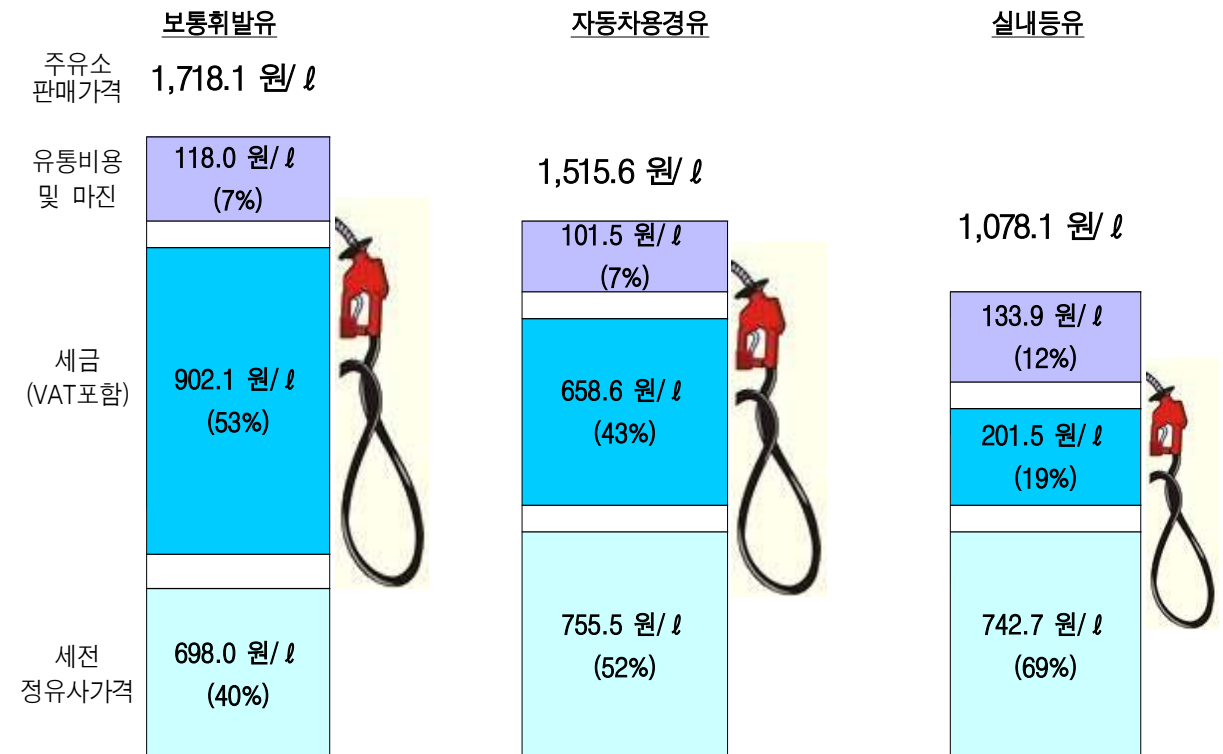 보통휘발유
자동차용경유
실내등유
주유소
판매가격
1,718.1 원/ℓ
유통비용
및 마진
118.0 원/ℓ
(7%)
1,515.6 원/ℓ
101.5 원/ℓ
(7%)
1,078.1 원/ℓ
133.9 원/ℓ
(12%)
세금
(VAT포함)
902.1 원/ℓ
(53%)
658.6 원/ℓ
(43%)
201.5 원/ℓ
(19%)
세전
정유사가격
698.0 원/ℓ
(40%)
755.5 원/ℓ
(52%)
742.7 원/ℓ
(69%)